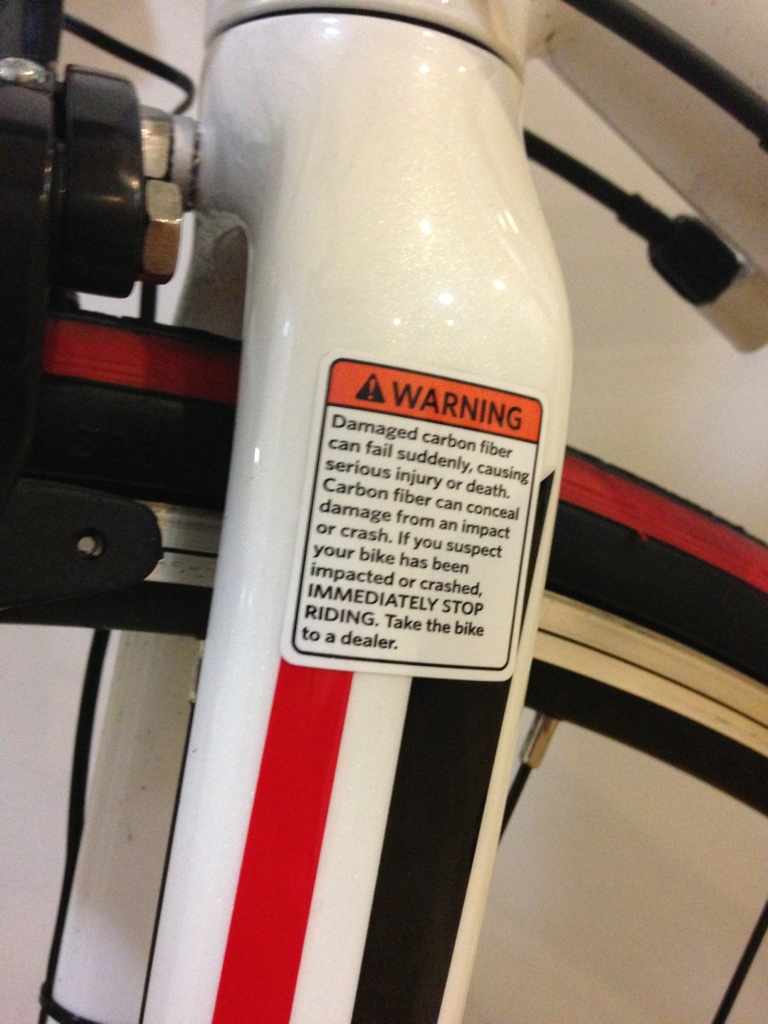 WARNING
Damaged carbon fiber
can fail suddenly, causing
serious injury or death.
Carbon fiber can conceal
damage from an impact
or crash. If you suspect
your bike has been
impacted or crashed,
IMMEDIATELY STOP
RIDING. Take the bike
to a dealer.